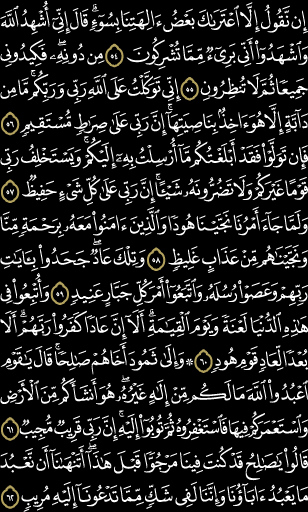 إِن نَّقُولُ إِلَّا ٱعْتَرَىٰكَ بَعْضُ ءَالِهَتِنَا بِسُوٓءٍ ۗ قَالَ إِنِّىٓ أُشْهِدُ ٱللَّهَ
وَٱشْهَدُوٓا۟ أَنِّى بَرِىٓءٌ مِّمَّا تُشْرِكُونَ ٥٤ مِن دُونِهِۦ ۖ فَكِيدُونِى
جَمِيعًا ثُمَّ لَا تُنظِرُونِ ٥٥ إِنِّى تَوَكَّلْتُ عَلَى ٱللَّهِ رَبِّى وَرَبِّكُم ۚ مَّا مِن
دَآبَّةٍ إِلَّا هُوَ ءَاخِذٌۢ بِنَاصِيَتِهَآ ۚ إِنَّ رَبِّى عَلَىٰ صِرَٰطٍ مُّسْتَقِيمٍ ٥٦
فَإِن تَوَلَّوْا۟ فَقَدْ أَبْلَغْتُكُم مَّآ أُرْسِلْتُ بِهِۦٓ إِلَيْكُمْ ۚ وَيَسْتَخْلِفُ رَبِّى
قَوْمًا غَيْرَكُمْ وَلَا تَضُرُّونَهُۥ شَيْـًٔا ۚ إِنَّ رَبِّى عَلَىٰ كُلِّ شَىْءٍ حَفِيظٌ ٥٧
وَلَمَّا جَآءَ أَمْرُنَا نَجَّيْنَا هُودًا وَٱلَّذِينَ ءَامَنُوا۟ مَعَهُۥ بِرَحْمَةٍ مِّنَّا
وَنَجَّيْنَٰهُم مِّنْ عَذَابٍ غَلِيظٍ ٥٨ وَتِلْكَ عَادٌ ۖ جَحَدُوا۟ بِـَٔايَٰتِ
رَبِّهِمْ وَعَصَوْا۟ رُسُلَهُۥ وَٱتَّبَعُوٓا۟ أَمْرَ كُلِّ جَبَّارٍ عَنِيدٍ ٥٩ وَأُتْبِعُوا۟ فِى
هَٰذِهِ ٱلدُّنْيَا لَعْنَةً وَيَوْمَ ٱلْقِيَٰمَةِ ۗ أَلَآ إِنَّ عَادًا كَفَرُوا۟ رَبَّهُمْ ۗ أَلَا
بُعْدًا لِّعَادٍ قَوْمِ هُودٍ ٦٠ ۞ وَإِلَىٰ ثَمُودَ أَخَاهُمْ صَٰلِحًا ۚ قَالَ يَٰقَوْمِ
ٱعْبُدُوا۟ ٱللَّهَ مَا لَكُم مِّنْ إِلَٰهٍ غَيْرُهُۥ ۖ هُوَ أَنشَأَكُم مِّنَ ٱلْأَرْضِ
وَٱسْتَعْمَرَكُمْ فِيهَا فَٱسْتَغْفِرُوهُ ثُمَّ تُوبُوٓا۟ إِلَيْهِ ۚ إِنَّ رَبِّى قَرِيبٌ مُّجِيبٌ ٦١
قَالُوا۟ يَٰصَٰلِحُ قَدْ كُنتَ فِينَا مَرْجُوًّا قَبْلَ هَٰذَآ ۖ أَتَنْهَىٰنَآ أَن نَّعْبُدَ
مَا يَعْبُدُ ءَابَآؤُنَا وَإِنَّنَا لَفِى شَكٍّ مِّمَّا تَدْعُونَآ إِلَيْهِ مُرِيبٍ ٦٢